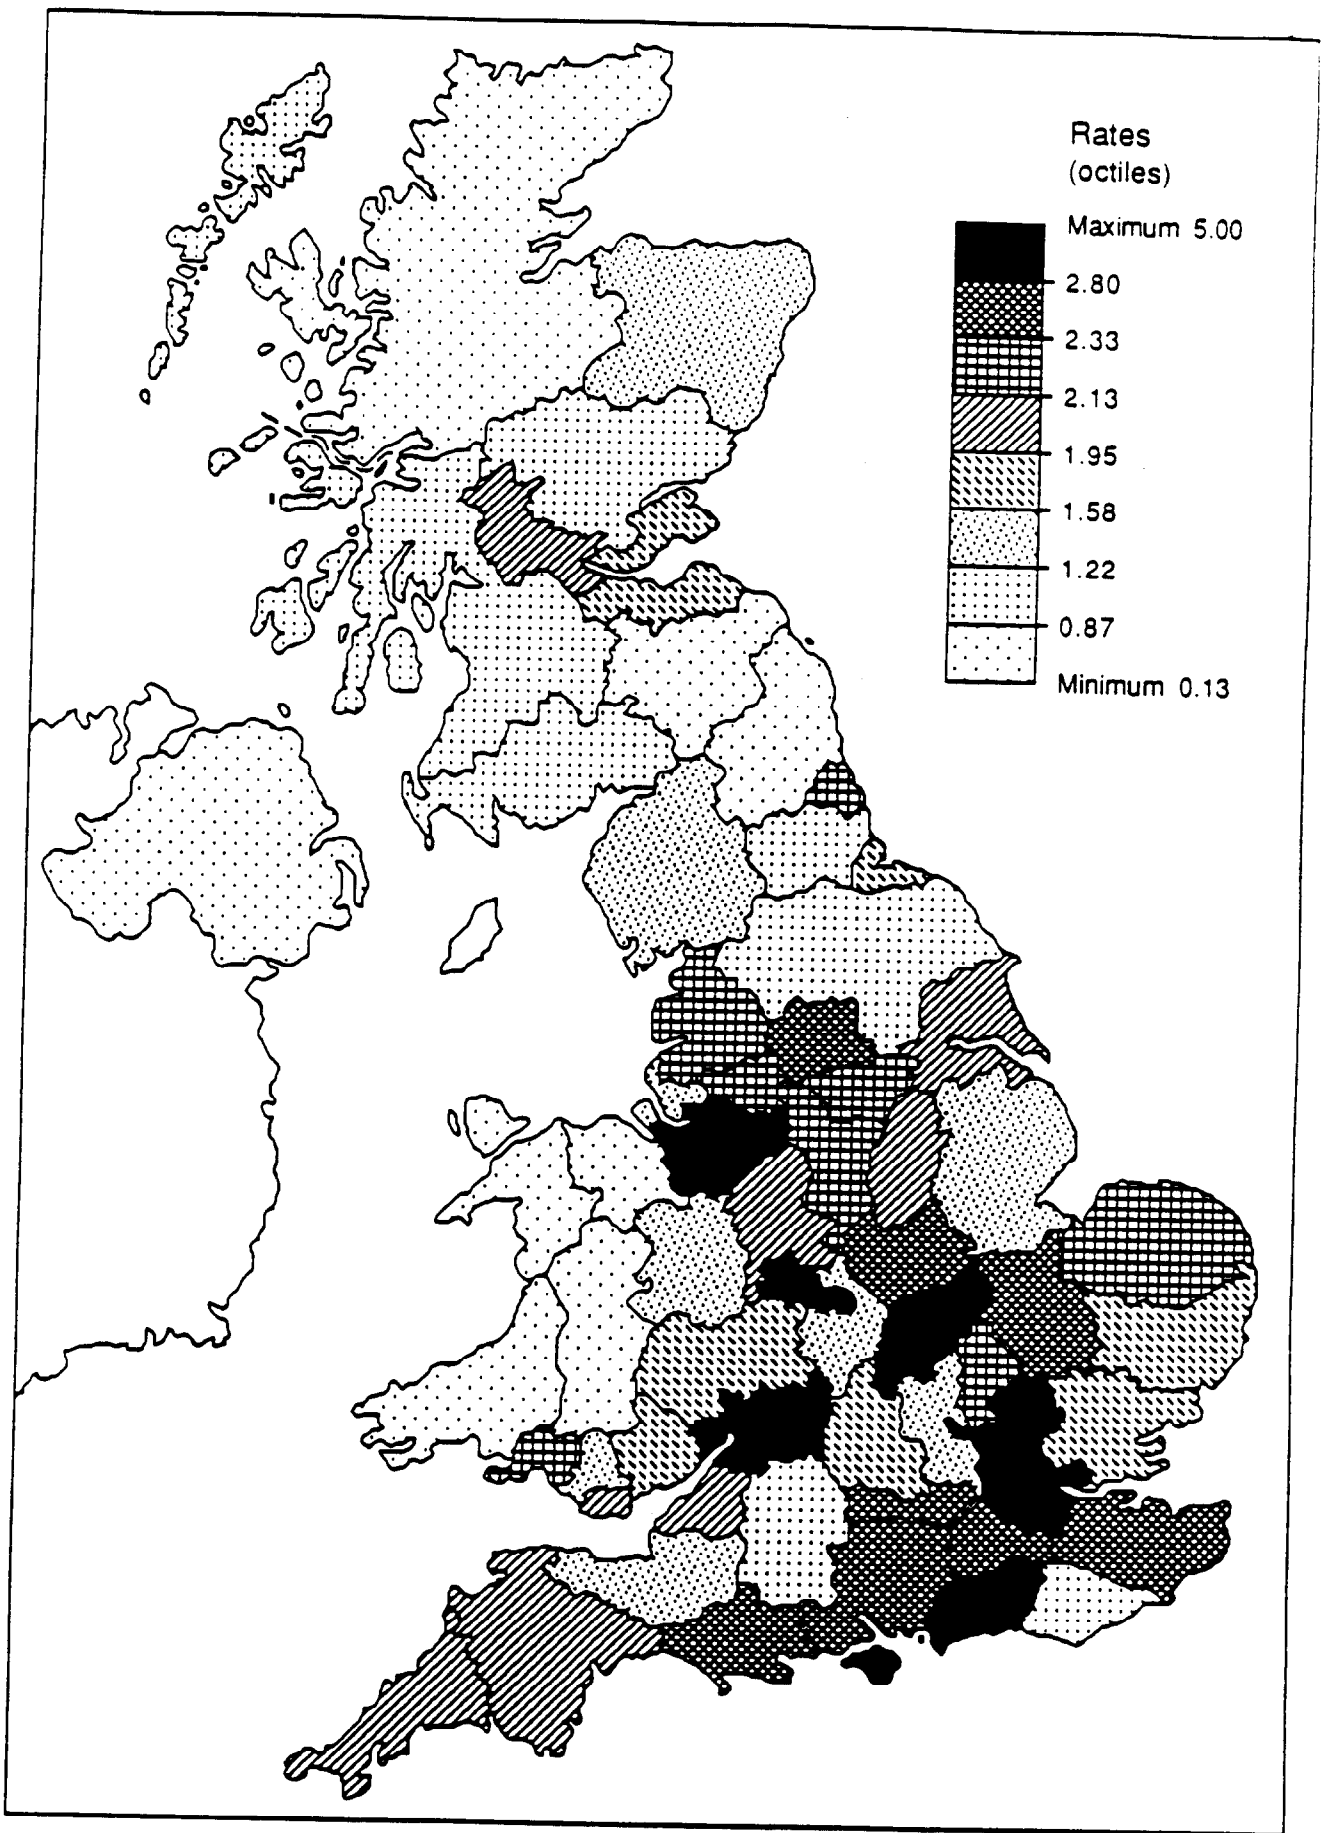 Rates
(octiles)
Maximum 5.00
2.80
2.33
2.13
1.95
1.58
1.22
0.87
Minimum 0.13